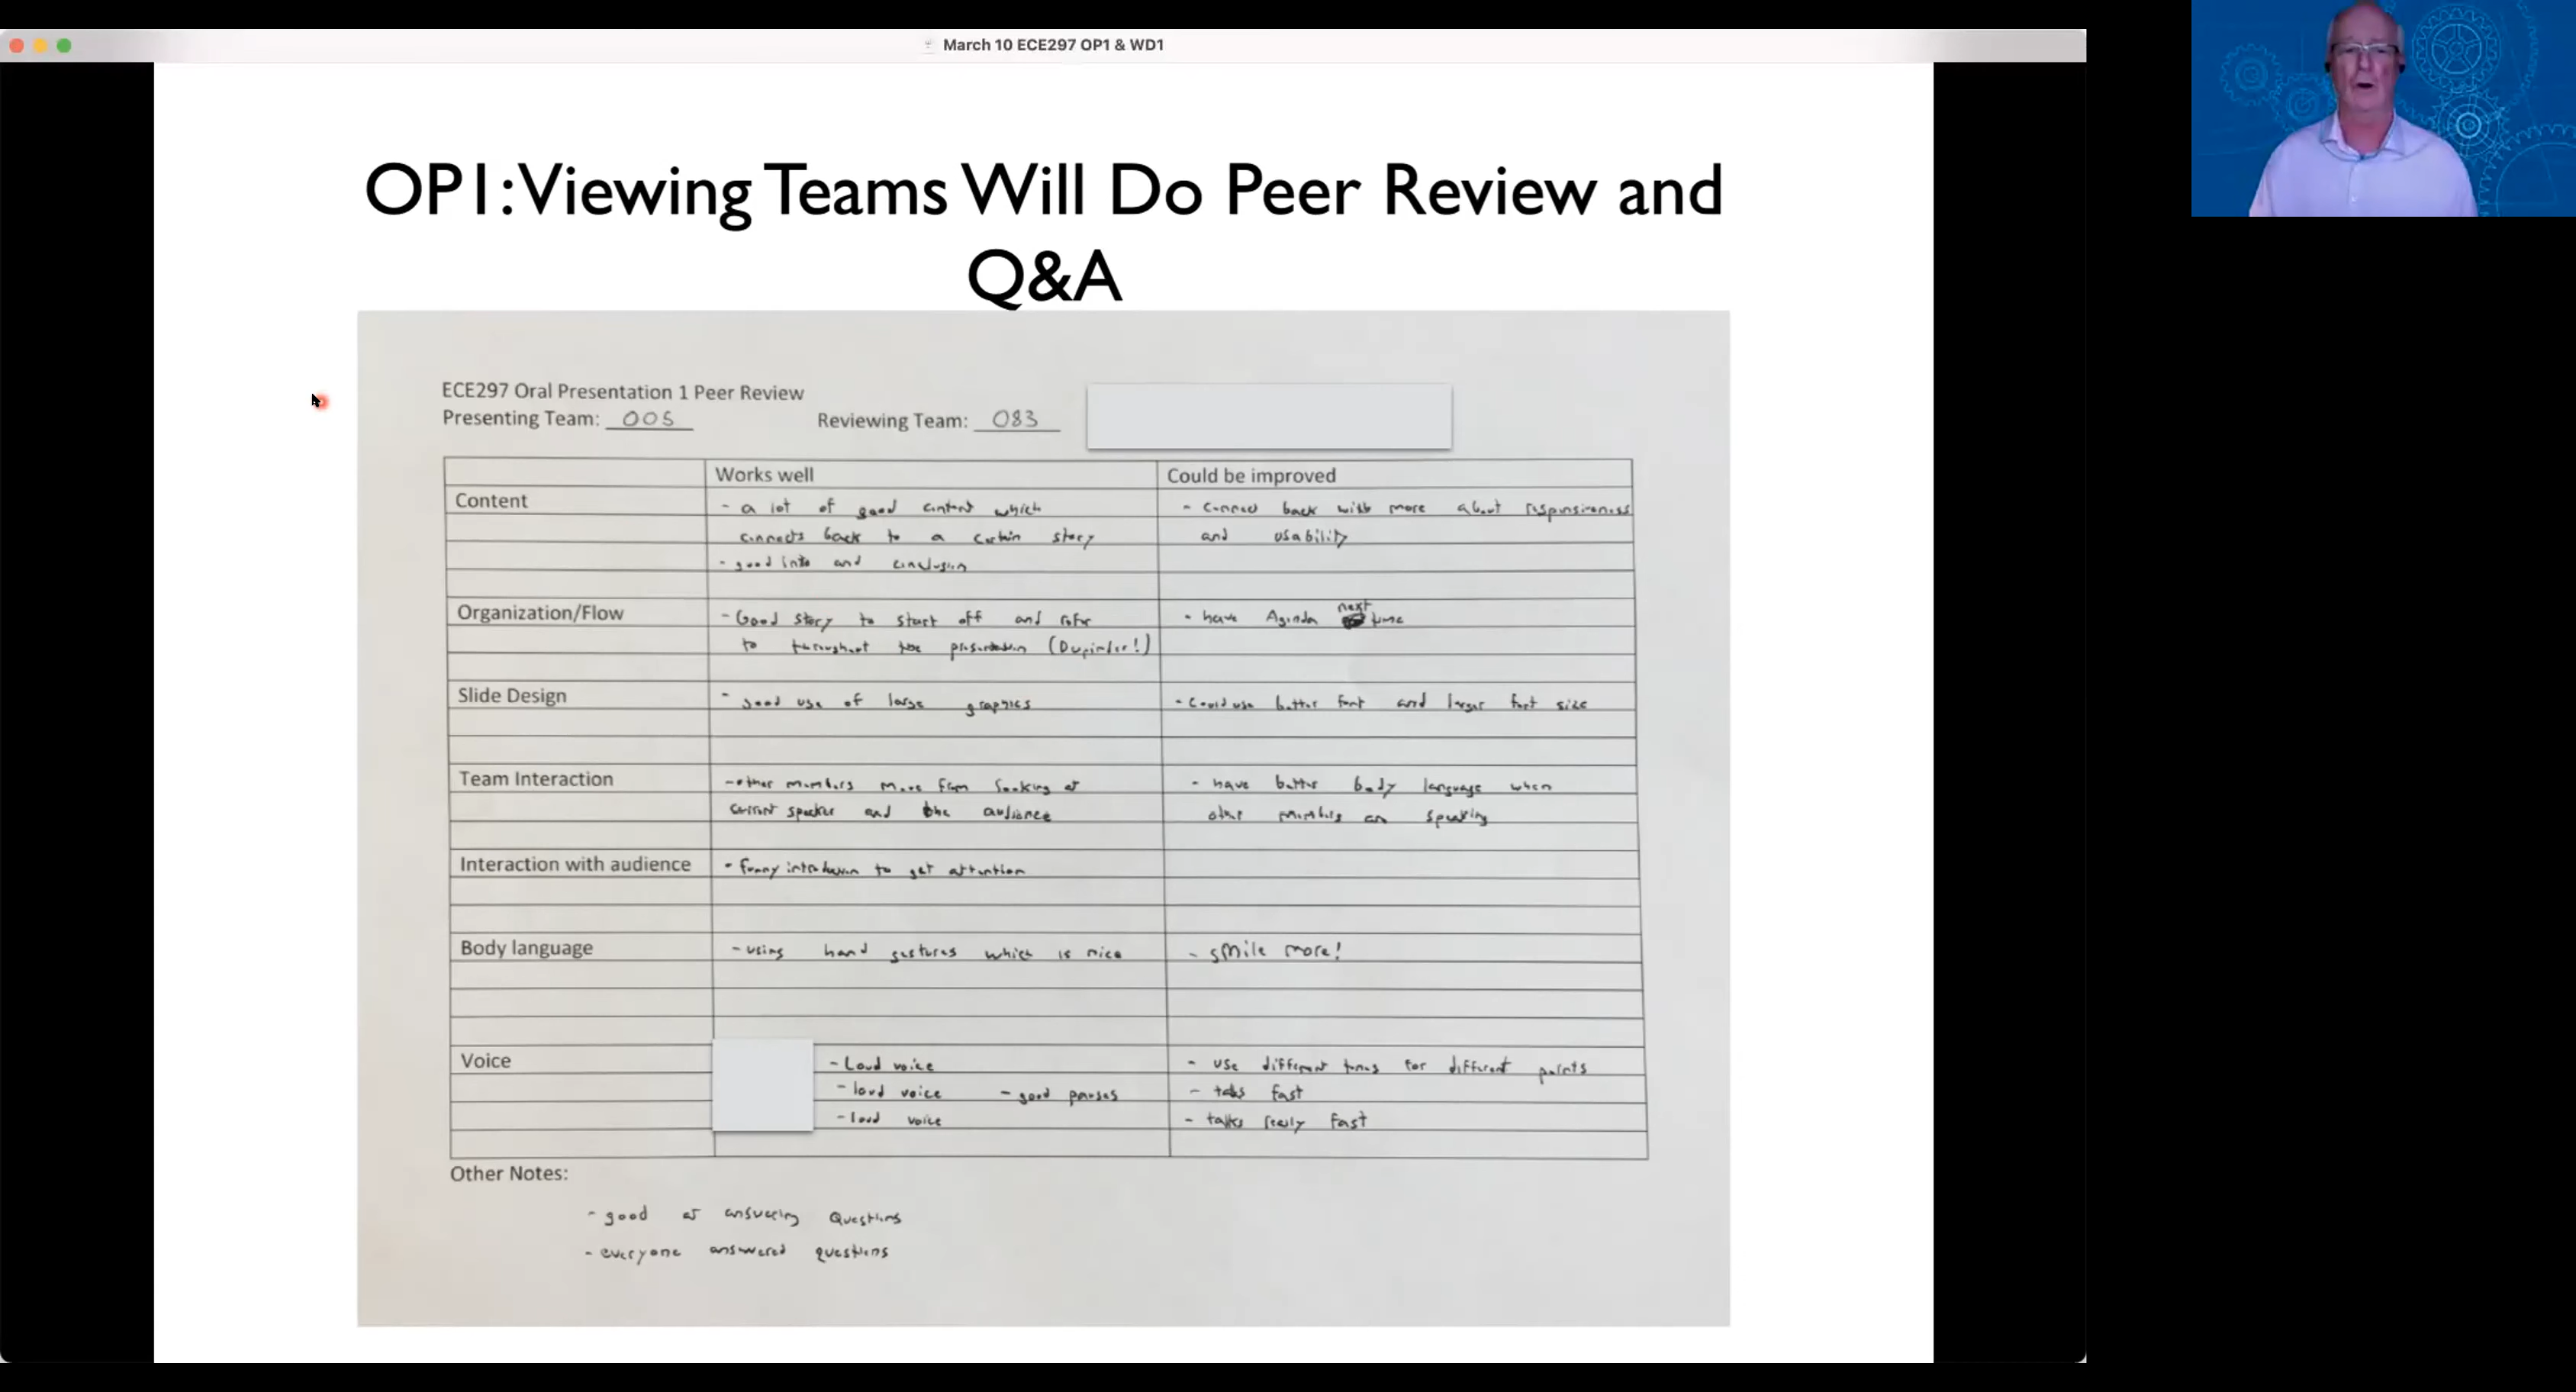 March 10 ECE297 OP1 & WD1
OP1: Viewing Teams Will Do Peer Review and
Q&A
ECE297 Oral Presentation 1 Peer Review
Presenting Team: 005 Reviewing Team: 083
Works well Could be improved
Content - a lot of good content which - connect back with more about responsiveness
connects back to a certain story and usability
- good into and conclusion
next
Organization/Flow - Good story to start off and refer - have Agenda time
to throughout the presentation
Slide Design - good use of large graphics - could use better font and larger font size
Team Interaction - other members move from looking at - have better body language when
current speaker and the audience other members are speaking
Interaction with audience - funny introduction to get attention
Body language - using hand gestures which is nice - smile more!
Voice - Loud voice - use different tones for different points
- loud voice - good pauses - talks fast
- loud voice - talks really fast
Other Notes:
- good at answering Questions
- everyone answered questions